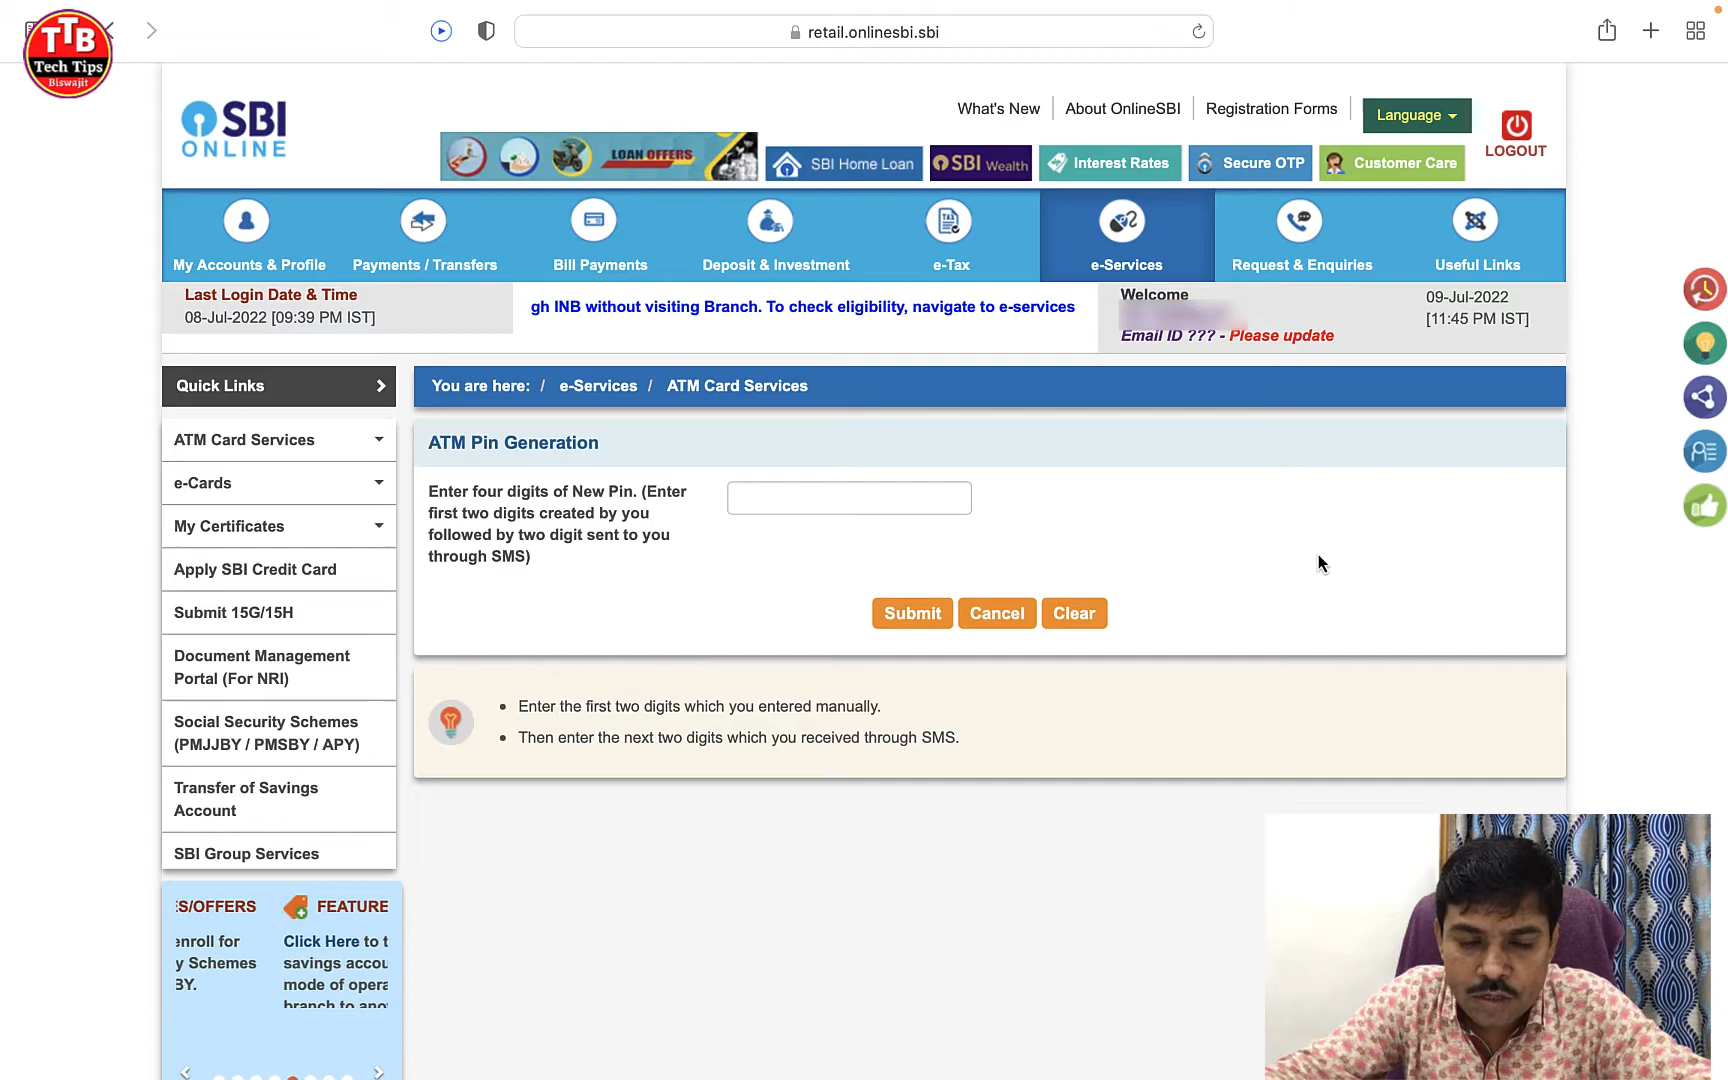 TTB
Tech Tips
Biswajit
retail.onlinesbi.sbi
SBI
ONLINE
What's New
About OnlineSBI
Registration Forms
Language
LOGOUT
LOAN OFFERS
SBI Home Loan
SBI Wealth
Interest Rates
Secure OTP
Customer Care
My Accounts & Profile
Payments / Transfers
Bill Payments
Deposit & Investment
e-Tax
e-Services
Request & Enquiries
Useful Links
Last Login Date & Time
08-Jul-2022 [09:39 PM IST]
gh INB without visiting Branch. To check eligibility, navigate to e-services
Welcome
Email ID ??? - Please update
09-Jul-2022
[11:45 PM IST]
Quick Links
You are here: / e-Services / ATM Card Services
ATM Card Services
e-Cards
My Certificates
Apply SBI Credit Card
Submit 15G/15H
Document Management
Portal (For NRI)
Social Security Schemes
(PMJJBY / PMSBY / APY)
Transfer of Savings
Account
SBI Group Services
ATM Pin Generation
Enter four digits of New Pin. (Enter
first two digits created by you
followed by two digit sent to you
through SMS)
Submit
Cancel
Clear
Enter the first two digits which you entered manually.
Then enter the next two digits which you received through SMS.
S/OFFERS
enroll for
y Schemes
BY.
FEATURE
Click Here to t
savings accou
mode of opera
branch to ano